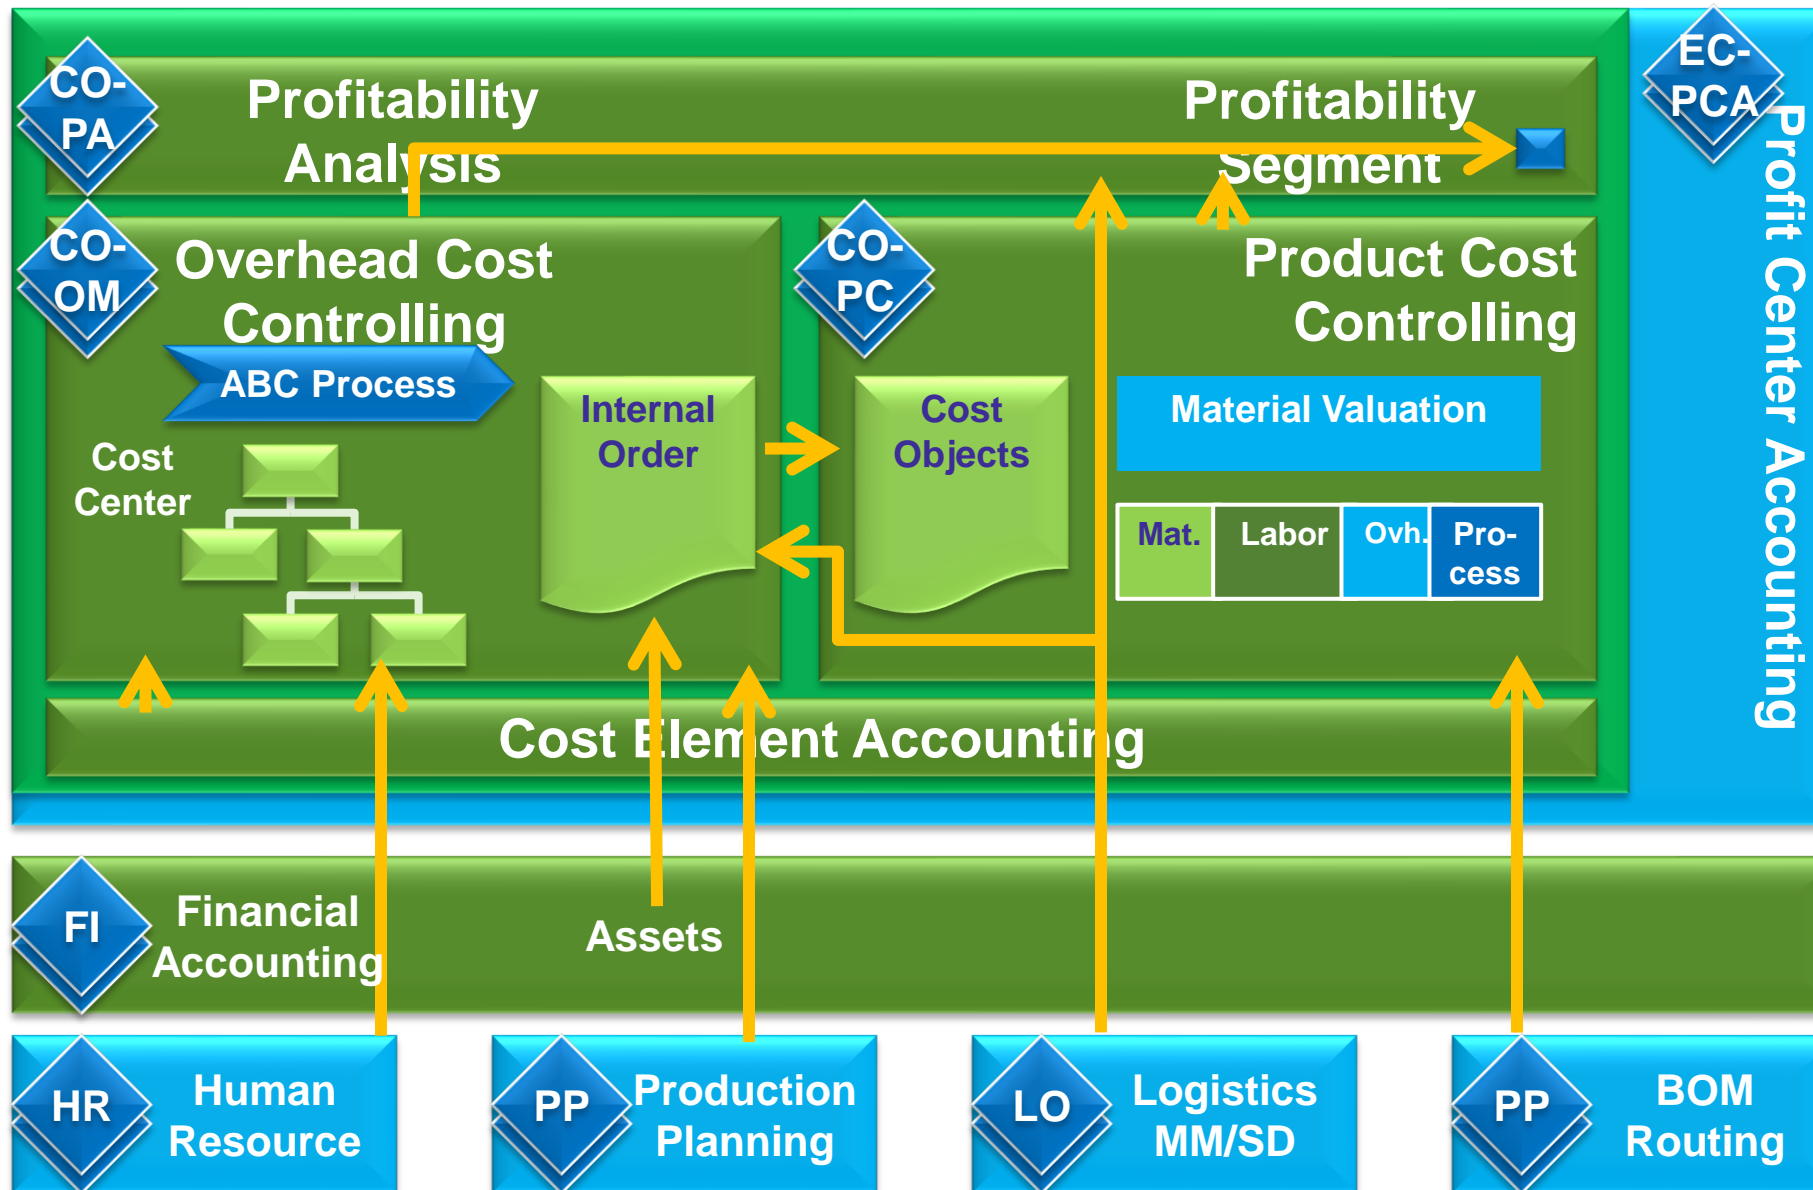 CO-
PA
Profitability
Analysis
Profitability
Segment
EC-
PCA
Profit Center Accounting
CO-
OM
Overhead Cost
Controlling
ABC Process
Cost
Center
Internal
Order
CO-
PC
Product Cost
Controlling
Cost
Objects
Material Valuation
Mat.
Labor
Ovh.
Pro-
cess
Cost Element Accounting
FI
Financial
Accounting
Assets
HR
Human
Resource
PP
Production
Planning
LO
Logistics
MM/SD
PP
BOM
Routing